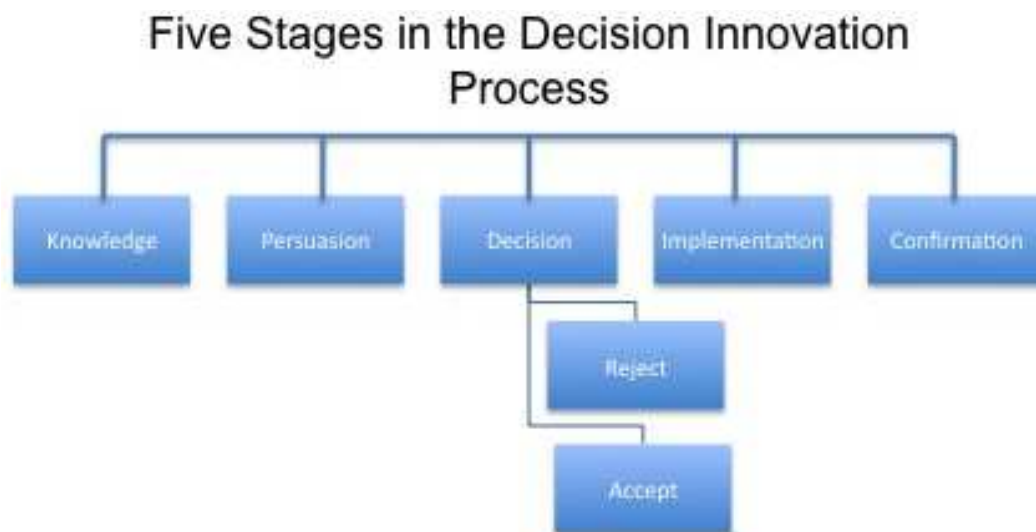 Five Stages in the Decision Innovation
Process
Knowledge
Persuasion
Decision
Implementation
Confirmation
Reject
Accept